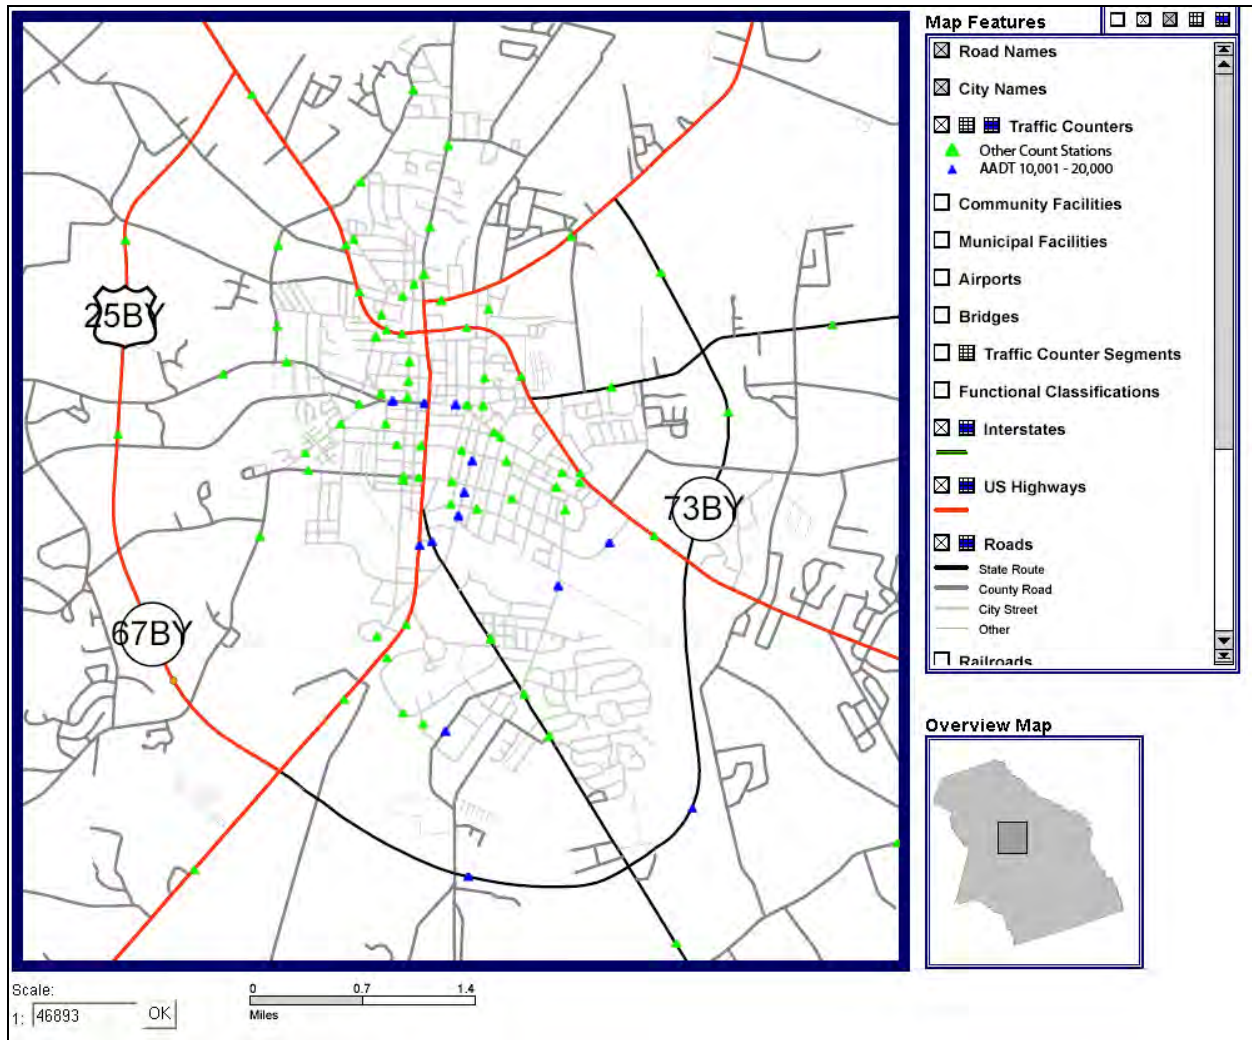 Map Features
Road Names
City Names
Traffic Counters
Other Count Stations
AADT 10,001 - 20,000
Community Facilities
Municipal Facilities
Airports
Bridges
Traffic Counter Segments
Functional Classifications
Interstates
US Highways
Roads
State Route
County Road
City Street
Other
Railroads
25BY
73BY
67BY
Overview Map
Scale:
1: 46893 OK
0 0.7 1.4
Miles